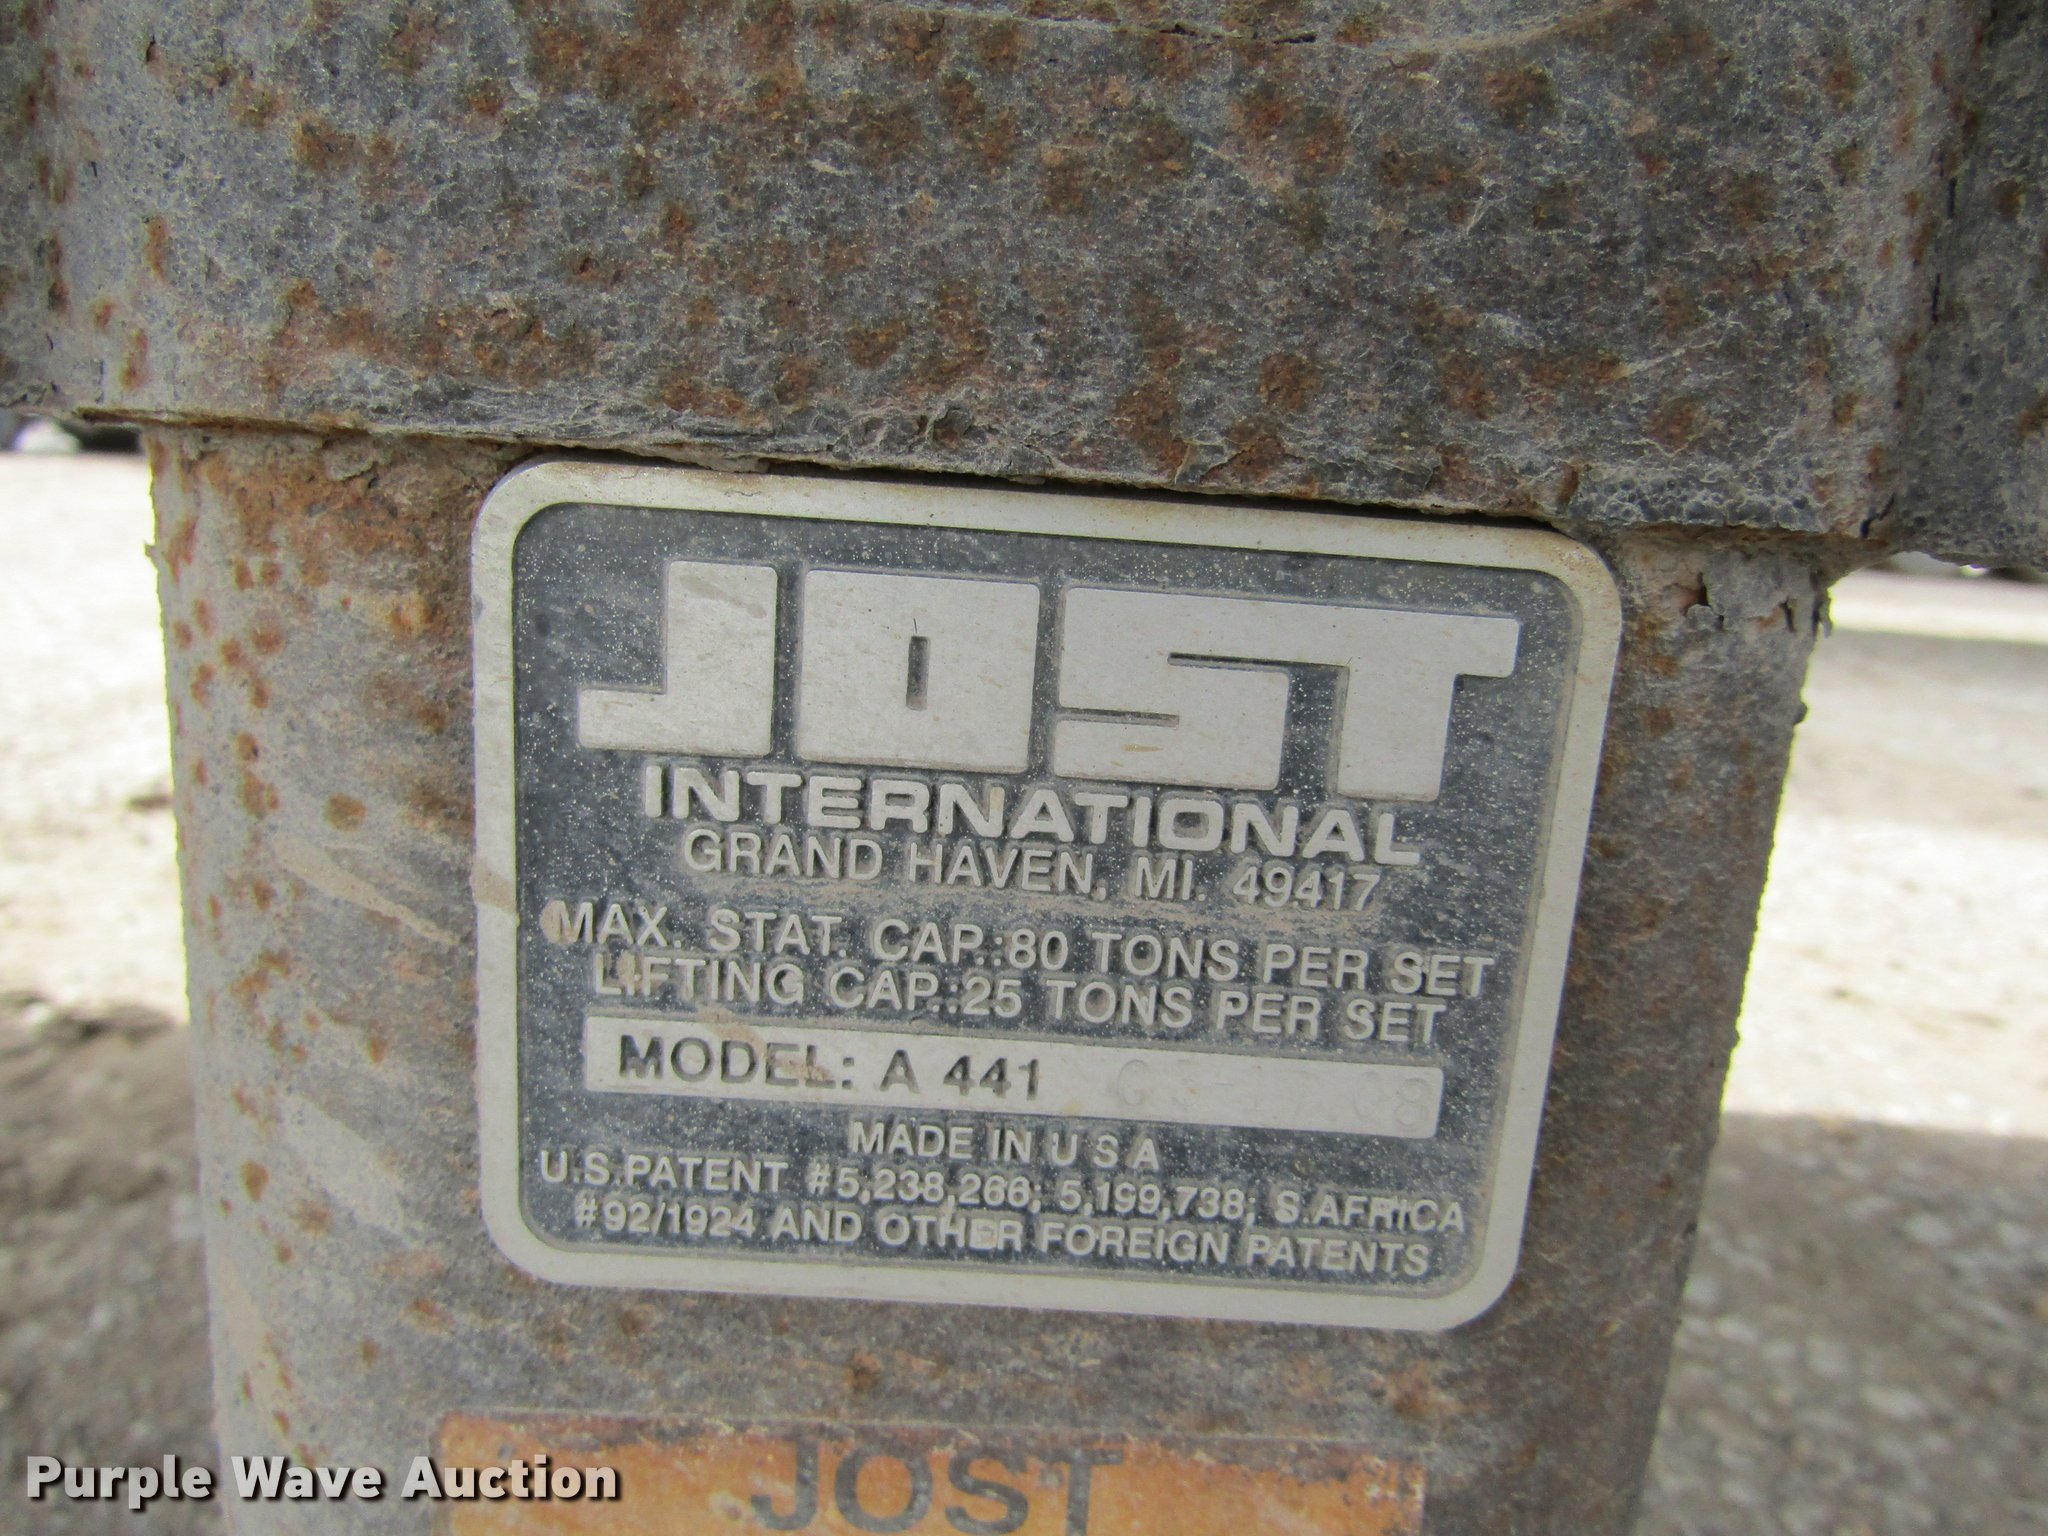 JOST
INTERNATIONAL
GRAND HAVEN, MI. 49417
MAX. STAT. CAP.:80 TONS PER SET
LIFTING CAP.:25 TONS PER SET
MODEL: A 441
MADE IN U S A
U.S.PATENT #5,238,266; 5,199,738; S.AFRICA
#92/1924 AND OTHER FOREIGN PATENTS
JOST
Purple Wave Auction